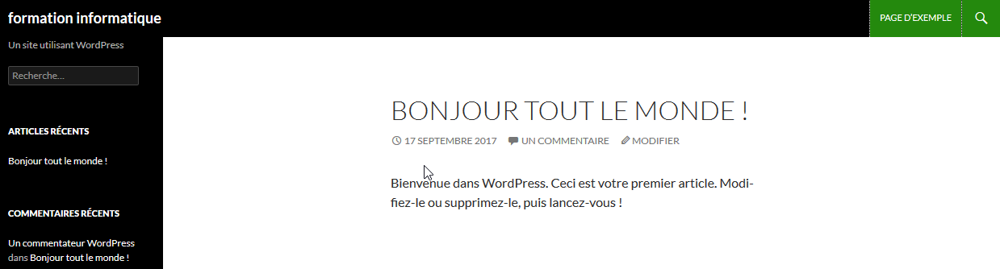 formation informatique
PAGE D'EXEMPLE
Un site utilisant WordPress
Recherche…
ARTICLES RÉCENTS
Bonjour tout le monde !
COMMENTAIRES RÉCENTS
Un commentateur WordPress
dans Bonjour tout le monde !
BONJOUR TOUT LE MONDE !
17 SEPTEMBRE 2017 UN COMMENTAIRE MODIFIER
Bienvenue dans WordPress. Ceci est votre premier article. Modi-
fiez-le ou supprimez-le, puis lancez-vous !